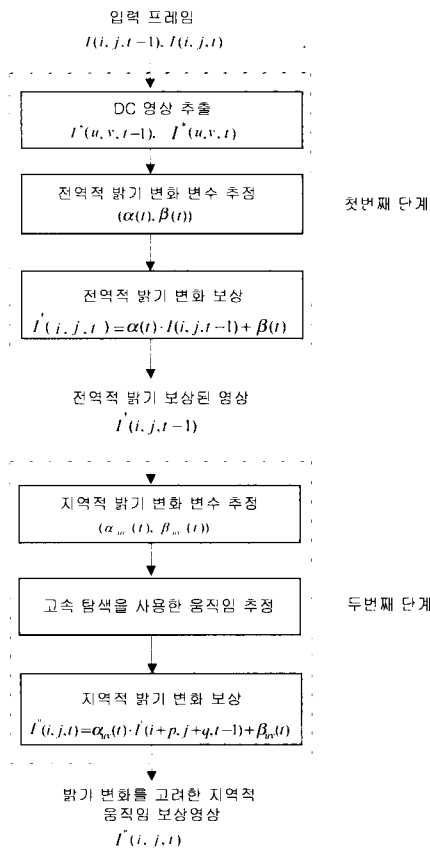 입력 프레임
I(i, j, t−1), I(i, j, t)
DC 영상 추출
I*(u, v, t−1), I*(u, v, t)
전역적 밝기 변화 변수 추정
(α(t), β(t))
첫번째 단계
전역적 밝기 변화 보상
I'(i, j, t) = α(t)·I(i, j, t−1) + β(t)
전역적 밝기 보상된 영상
I'(i, j, t−1)
지역적 밝기 변화 변수 추정
(α_uv(t), β_uv(t))
고속 탐색을 사용한 움직임 추정
두번째 단계
지역적 밝기 변화 보상
I''(i, j, t) = α_uv(t)·I'(i+p, j+q, t−1) + β_uv(t)
밝기 변화를 고려한 지역적
움직임 보상영상
I''(i, j, t)